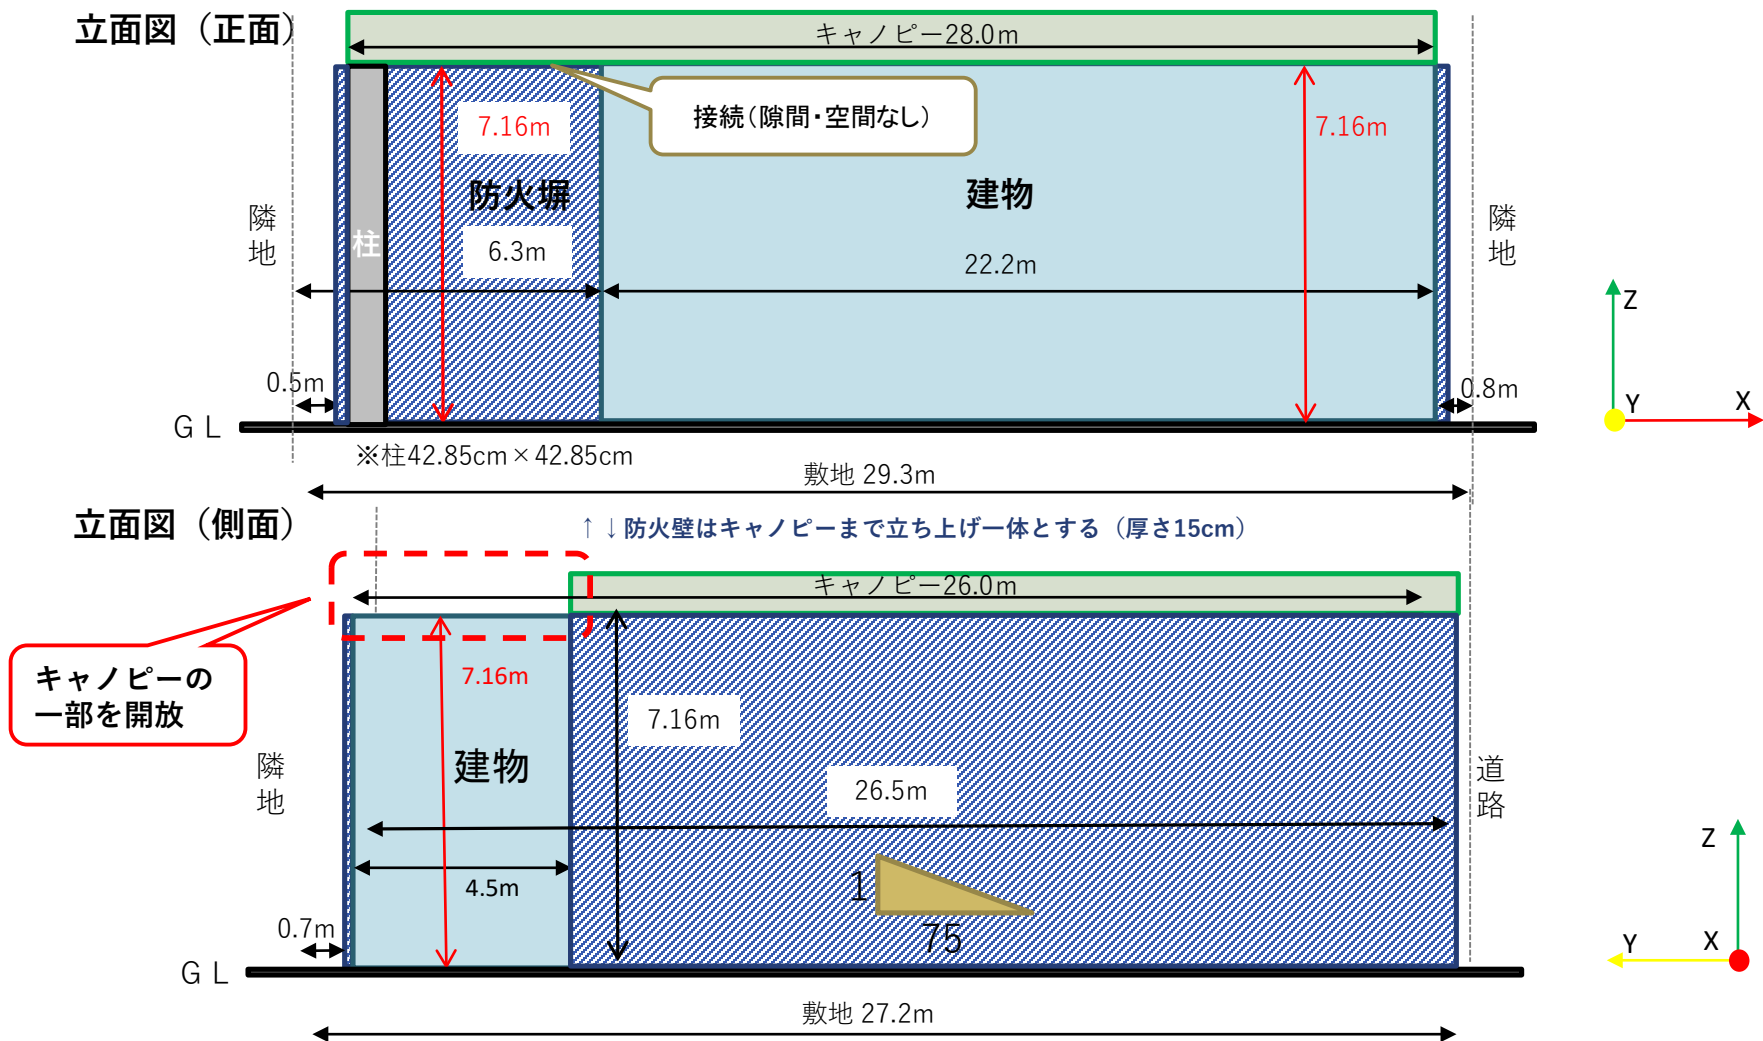 立面図（正面）
キャノピー28.0m
接続（隙間・空間なし）
7.16m
7.16m
防火塀
建物
隣地
隣地
柱
6.3m
22.2m
Z
0.5m
0.8m
Y
X
ＧＬ
※柱42.85cm×42.85cm
敷地 29.3m
立面図（側面）
↑↓防火壁はキャノピーまで立ち上げ一体とする（厚さ15cm）
キャノピー26.0m
キャノピーの
一部を開放
7.16m
7.16m
建物
隣地
26.5m
道路
Z
4.5m
1
75
0.7m
Y
X
ＧＬ
敷地 27.2m